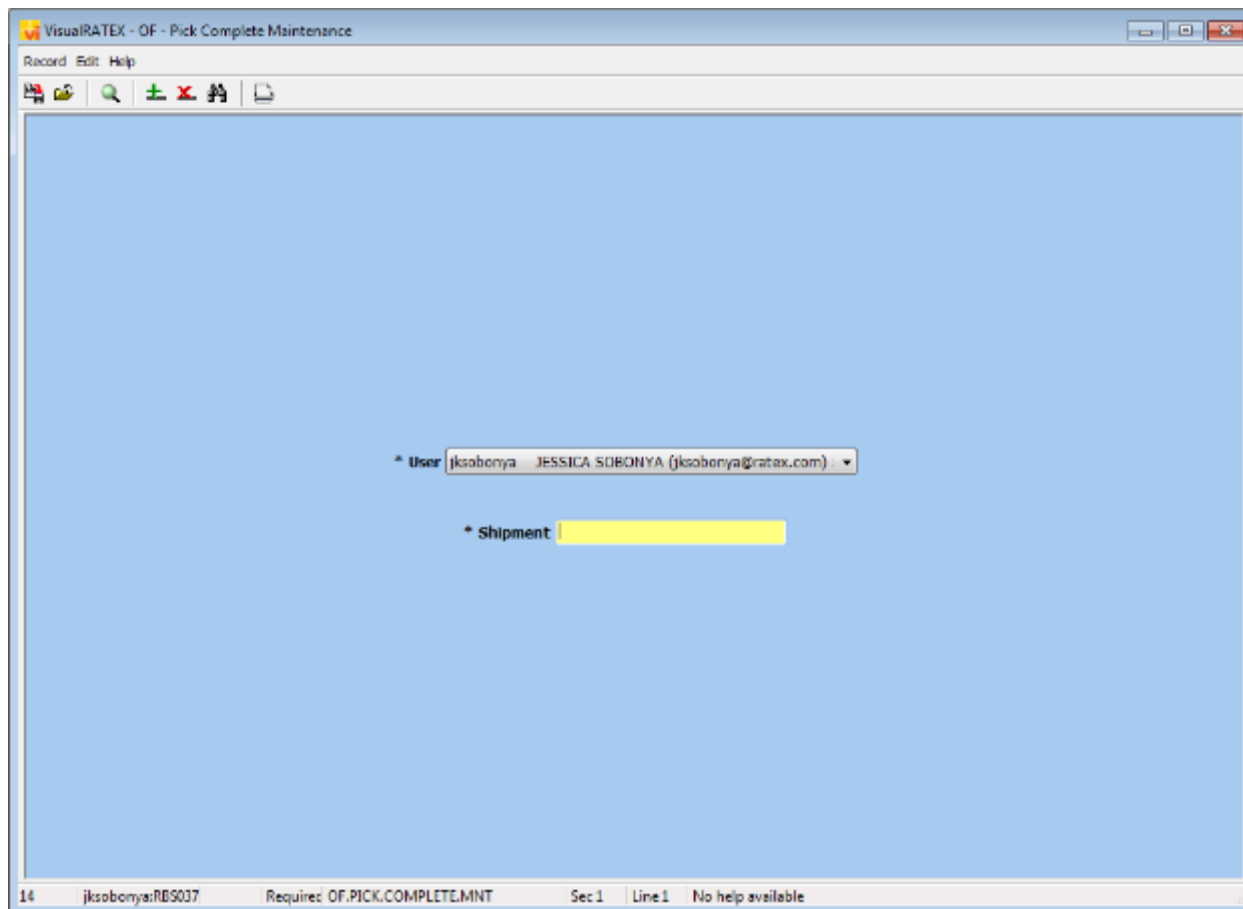 VisualRATEX - OF - Pick Complete Maintenance
Record Edit Help
* User jksobonya JESSICA SOBONYA (jksobonya@ratex.com) :
* Shipment
14 jksobonya:RBS037 Required OF.PICK.COMPLETE.MNT Sec 1 Line 1 No help available